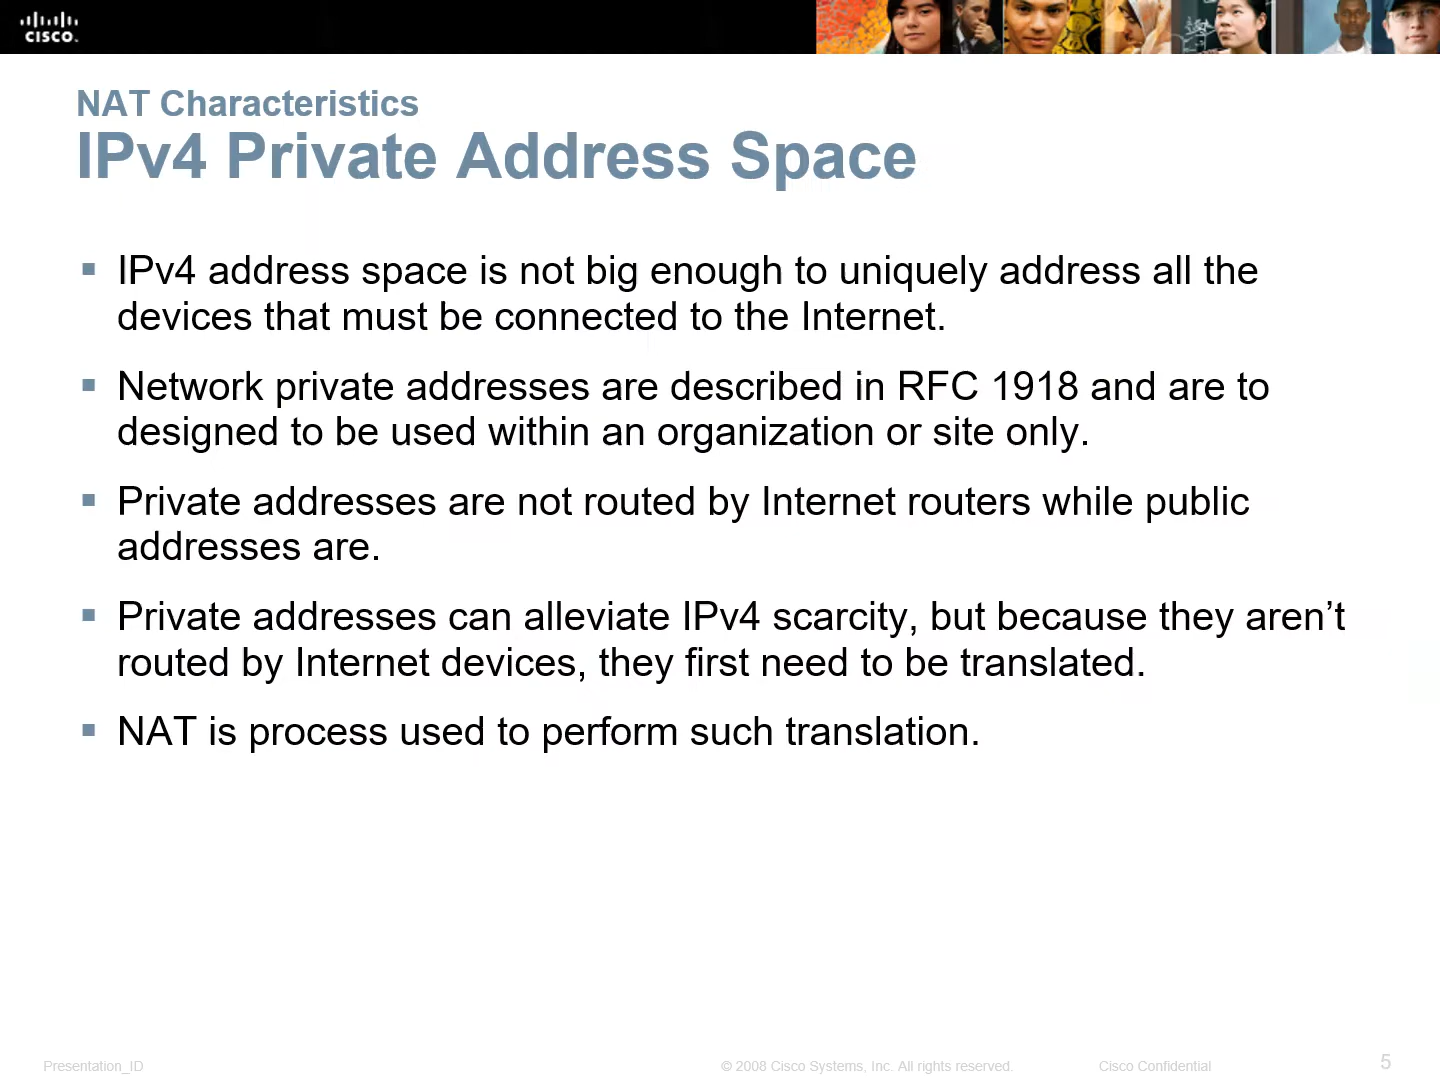 CISCO.
NAT Characteristics
IPv4 Private Address Space
▪ IPv4 address space is not big enough to uniquely address all the
devices that must be connected to the Internet.
▪ Network private addresses are described in RFC 1918 and are to
designed to be used within an organization or site only.
▪ Private addresses are not routed by Internet routers while public
addresses are.
▪ Private addresses can alleviate IPv4 scarcity, but because they aren’t
routed by Internet devices, they first need to be translated.
▪ NAT is process used to perform such translation.
Presentation_ID
© 2008 Cisco Systems, Inc. All rights reserved.
Cisco Confidential
5